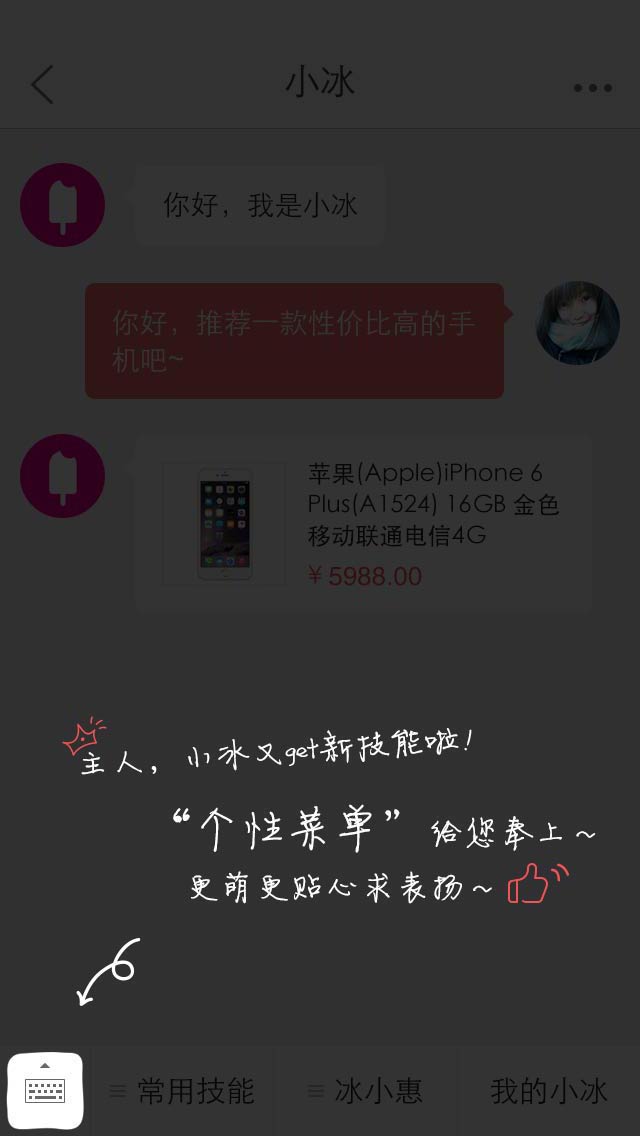 小冰
你好，我是小冰
你好，推荐一款性价比高的手
机吧~
苹果(Apple)iPhone 6
Plus(A1524) 16GB 金色
移动联通电信4G
￥5988.00
主人，小冰又get新技能啦！
“个性菜单”给您奉上～
更萌更贴心求表扬～
常用技能
冰小惠
我的小冰